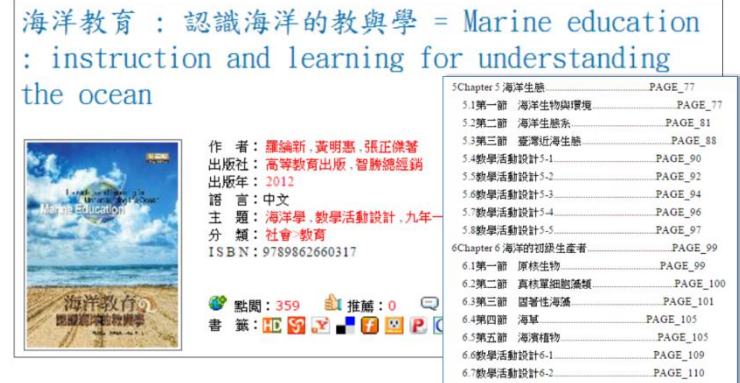 海洋教育 : 認識海洋的教與學 = Marine education
: instruction and learning for understanding
the ocean
作 者：羅綸新,黃明惠,張正傑著
出版社：高等教育出版,智勝總經銷
出版年：2012
語 言：中文
主 題：海洋學,教學活動設計,九年一
分 類：社會>教育
ISBN：9789862660317
點閱：359 推薦：0
書 籤：
Marine Education
海洋教育
認識海洋的教與學
5Chapter 5 海洋生態 PAGE_77
5.1第一節 海洋生物與環境 PAGE_77
5.2第二節 海洋生態系 PAGE_81
5.3第三節 臺灣近海生態 PAGE_88
5.4教學活動設計5-1 PAGE_90
5.5教學活動設計5-2 PAGE_92
5.6教學活動設計5-3 PAGE_94
5.7教學活動設計5-4 PAGE_96
5.8教學活動設計5-5 PAGE_97
6Chapter 6 海洋的初級生產者 PAGE_99
6.1第一節 原核生物 PAGE_99
6.2第二節 真核單細胞藻類 PAGE_100
6.3第三節 固著性海藻 PAGE_101
6.4第四節 海草 PAGE_105
6.5第五節 海濱植物 PAGE_105
6.6教學活動設計6-1 PAGE_109
6.7教學活動設計6-2 PAGE_110